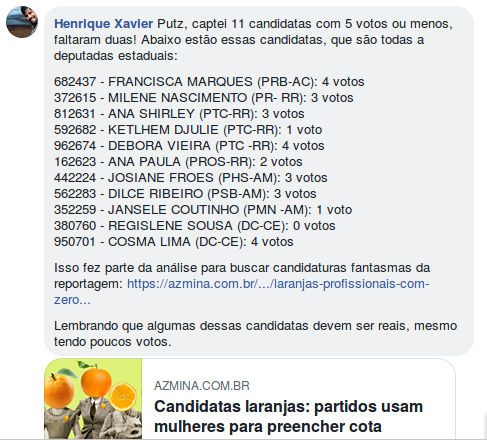 Henrique Xavier Putz, captei 11 candidatas com 5 votos ou menos,
faltaram duas! Abaixo estão essas candidatas, que são todas a
deputadas estaduais:
682437 - FRANCISCA MARQUES (PRB-AC): 4 votos
372615 - MILENE NASCIMENTO (PR- RR): 3 votos
812631 - ANA SHIRLEY (PTC-RR): 3 votos
592682 - KETLHEM DJULIE (PTC-RR): 1 voto
962674 - DEBORA VIEIRA (PTC -RR): 4 votos
162623 - ANA PAULA (PROS-RR): 2 votos
442224 - JOSIANE FROES (PHS-AM): 3 votos
562283 - DILCE RIBEIRO (PSB-AM): 3 votos
352259 - JANSELE COUTINHO (PMN -AM): 1 voto
380760 - REGISLENE SOUSA (DC-CE): 0 votos
950701 - COSMA LIMA (DC-CE): 4 votos
Isso fez parte da análise para buscar candidaturas fantasmas da
reportagem: https://azmina.com.br/.../laranjas-profissionais-com-
zero...
Lembrando que algumas dessas candidatas devem ser reais, mesmo
tendo poucos votos.
AZMINA.COM.BR
Candidatas laranjas: partidos usam
mulheres para preencher cota